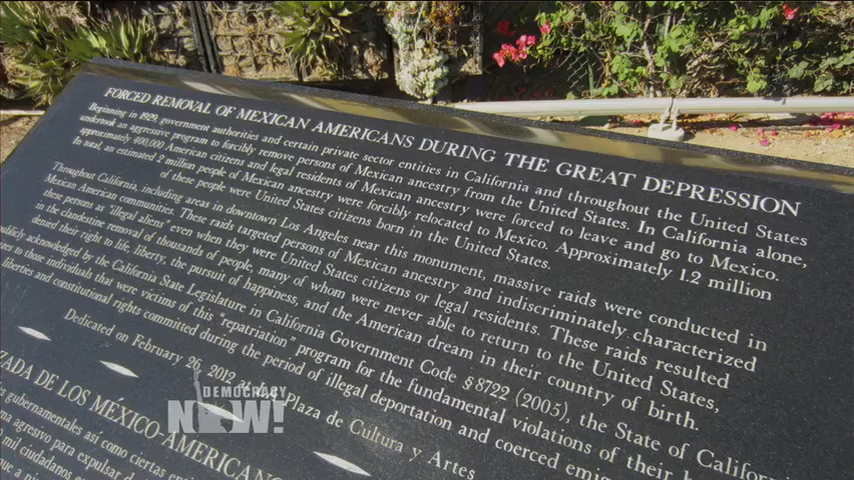 FORCED REMOVAL OF MEXICAN AMERICANS DURING THE GREAT DEPRESSION
Beginning in 1929, government authorities and certain private sector entities in California and throughout the United States
undertook an aggressive program to forcibly remove persons of Mexican ancestry from the United States. In California alone,
approximately 400,000 American citizens and legal residents of Mexican ancestry were forced to leave and go to Mexico.
In total, an estimated 2 million people of Mexican ancestry were forcibly relocated to Mexico. Approximately 1.2 million
of these people were United States citizens born in the United States.
Throughout California, including areas in downtown Los Angeles near this monument, massive raids were conducted in
Mexican American communities. These raids targeted persons of Mexican ancestry and indiscriminately characterized
these persons as "illegal aliens" even when they were United States citizens or legal residents. These raids resulted
in the clandestine removal of thousands of people, many of whom were never able to return to the United States,
denied their right to life, liberty, the pursuit of happiness, and the American dream in their country of birth.
publicly acknowledged by the California State Legislature in California Government Code § 8722 (2005), the State of California
to those individuals that were victims of this "repatriation" program for the fundamental violations of their
liberties and constitutional rights committed during the period of illegal deportation and coerced
Dedicated on February 26, 2012 Plaza de Cultura y Artes
DE LOS MÉXICO
gubernamentales así como ciertas
agresivo para expulsar
mil ciudadanos
DEMOCRACY
NOW!